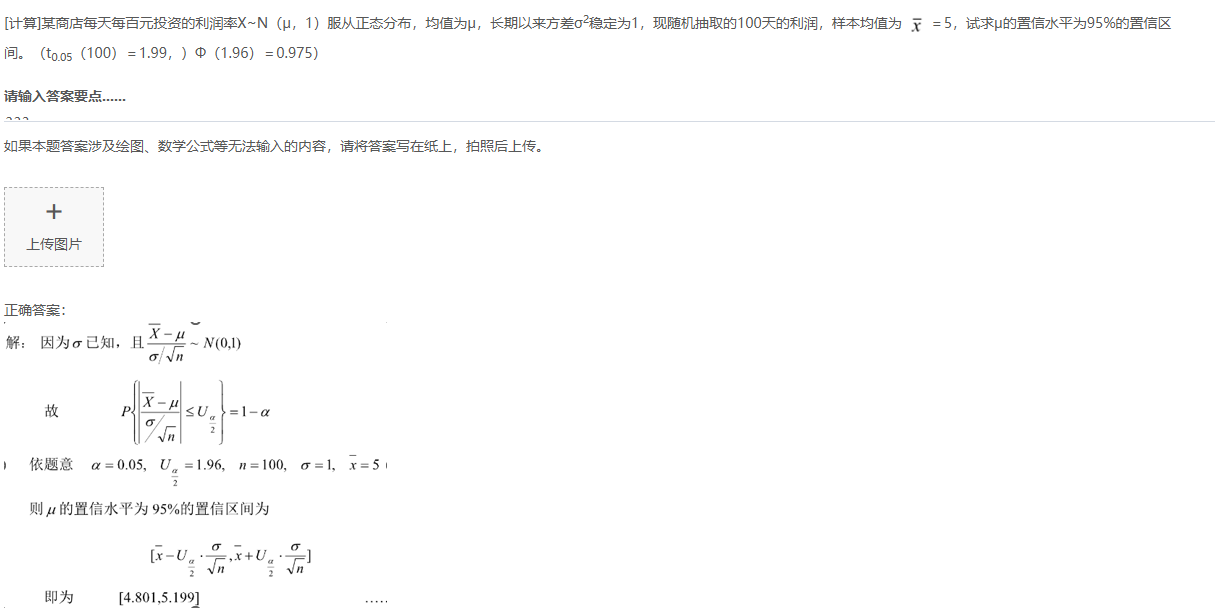 [计算]某商店每天每百元投资的利润率X~N（μ，1）服从正态分布，均值为μ，长期以来方差σ²稳定为1，现随机抽取的100天的利润，样本均值为 x̅ =5，试求μ的置信水平为95%的置信区
间。（t₀.₀₅（100）=1.99，）Φ（1.96）=0.975）
请输入答案要点......
如果本题答案涉及绘图、数学公式等无法输入的内容，请将答案写在纸上，拍照后上传。
+
上传图片
正确答案：
解： 因为σ已知，且 (X̅−μ)/(σ/√n) ~ N(0,1)
故 P{|(X̅−μ)/(σ/√n)| ≤ U_(α/2)} = 1−α
依题意 α=0.05, U_(α/2)=1.96, n=100, σ=1, x̅=5
则μ的置信水平为 95%的置信区间为
[x̅−U_(α/2)·σ/√n, x̅+U_(α/2)·σ/√n]
即为 [4.801,5.199] .....